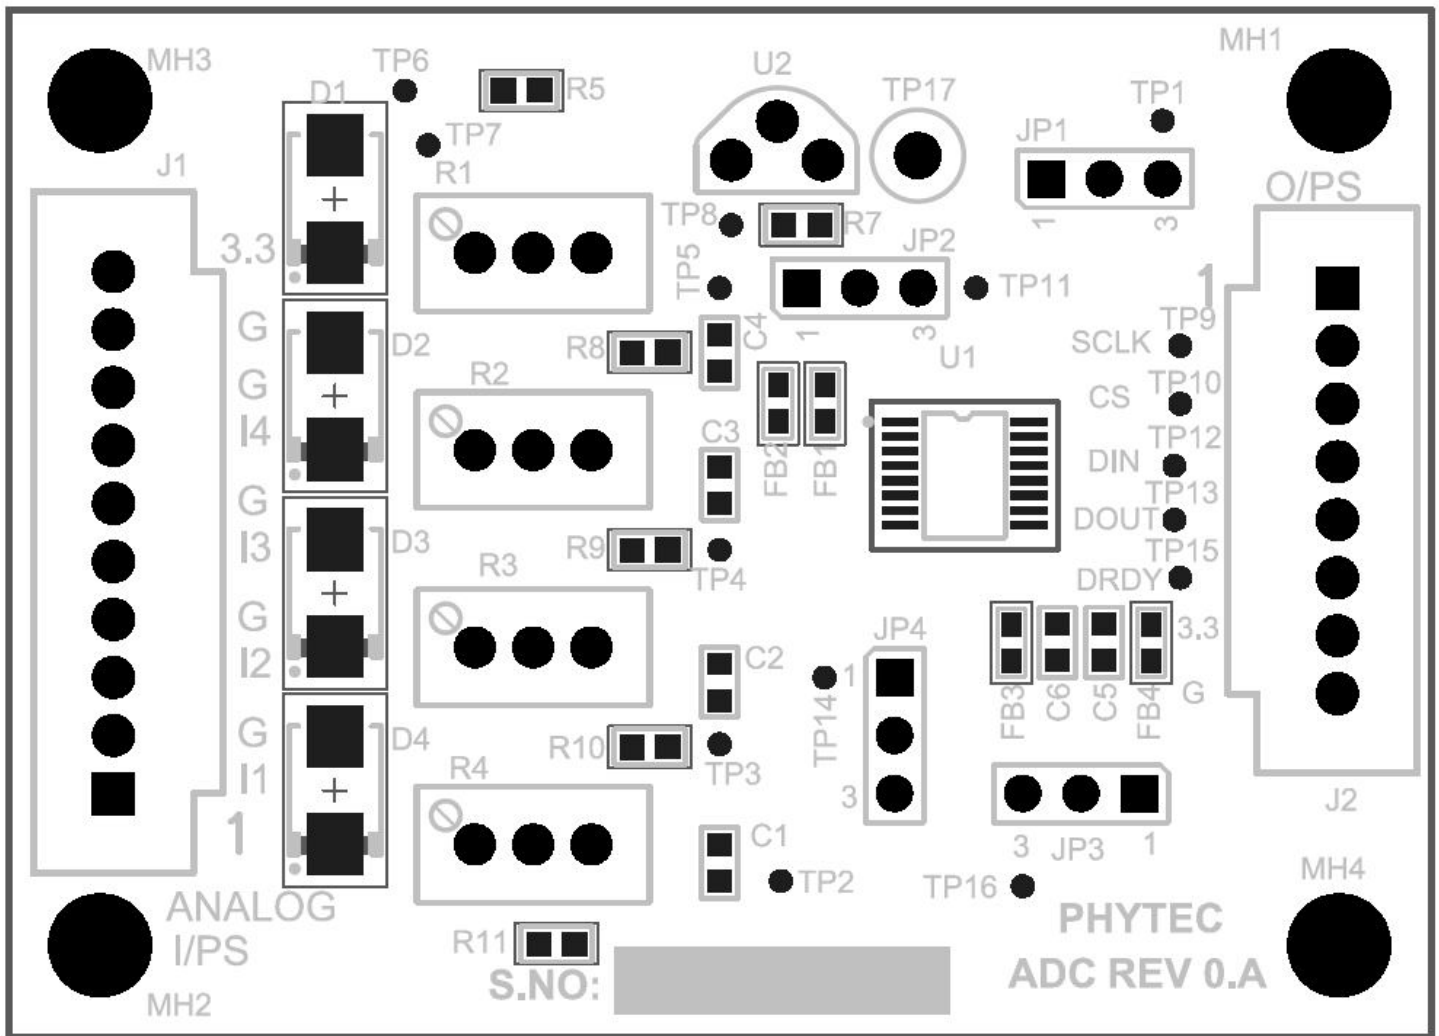 MH3
TP6
MH1
U2
D1
R5
TP17
TP1
TP7
JP1
J1
R1
O/PS
TP8
R7
1
3
3.3
TP5
JP2
1
TP11
G
C4
1
3
TP9
D2
R8
U1
SCLK
G
R2
TP10
CS
I4
C3
TP12
FB2
FB1
DIN
G
TP13
DOUT
I3
D3
R9
TP15
R3
TP4
DRDY
G
JP4
3.3
I2
C2
1
TP14
FB3
C6
C5
FB4
G
G
D4
R10
I1
R4
TP3
3
J2
1
C1
3
JP3
1
TP2
TP16
MH4
ANALOG
I/PS
PHYTEC
R11
ADC REV 0.A
S.NO:
MH2